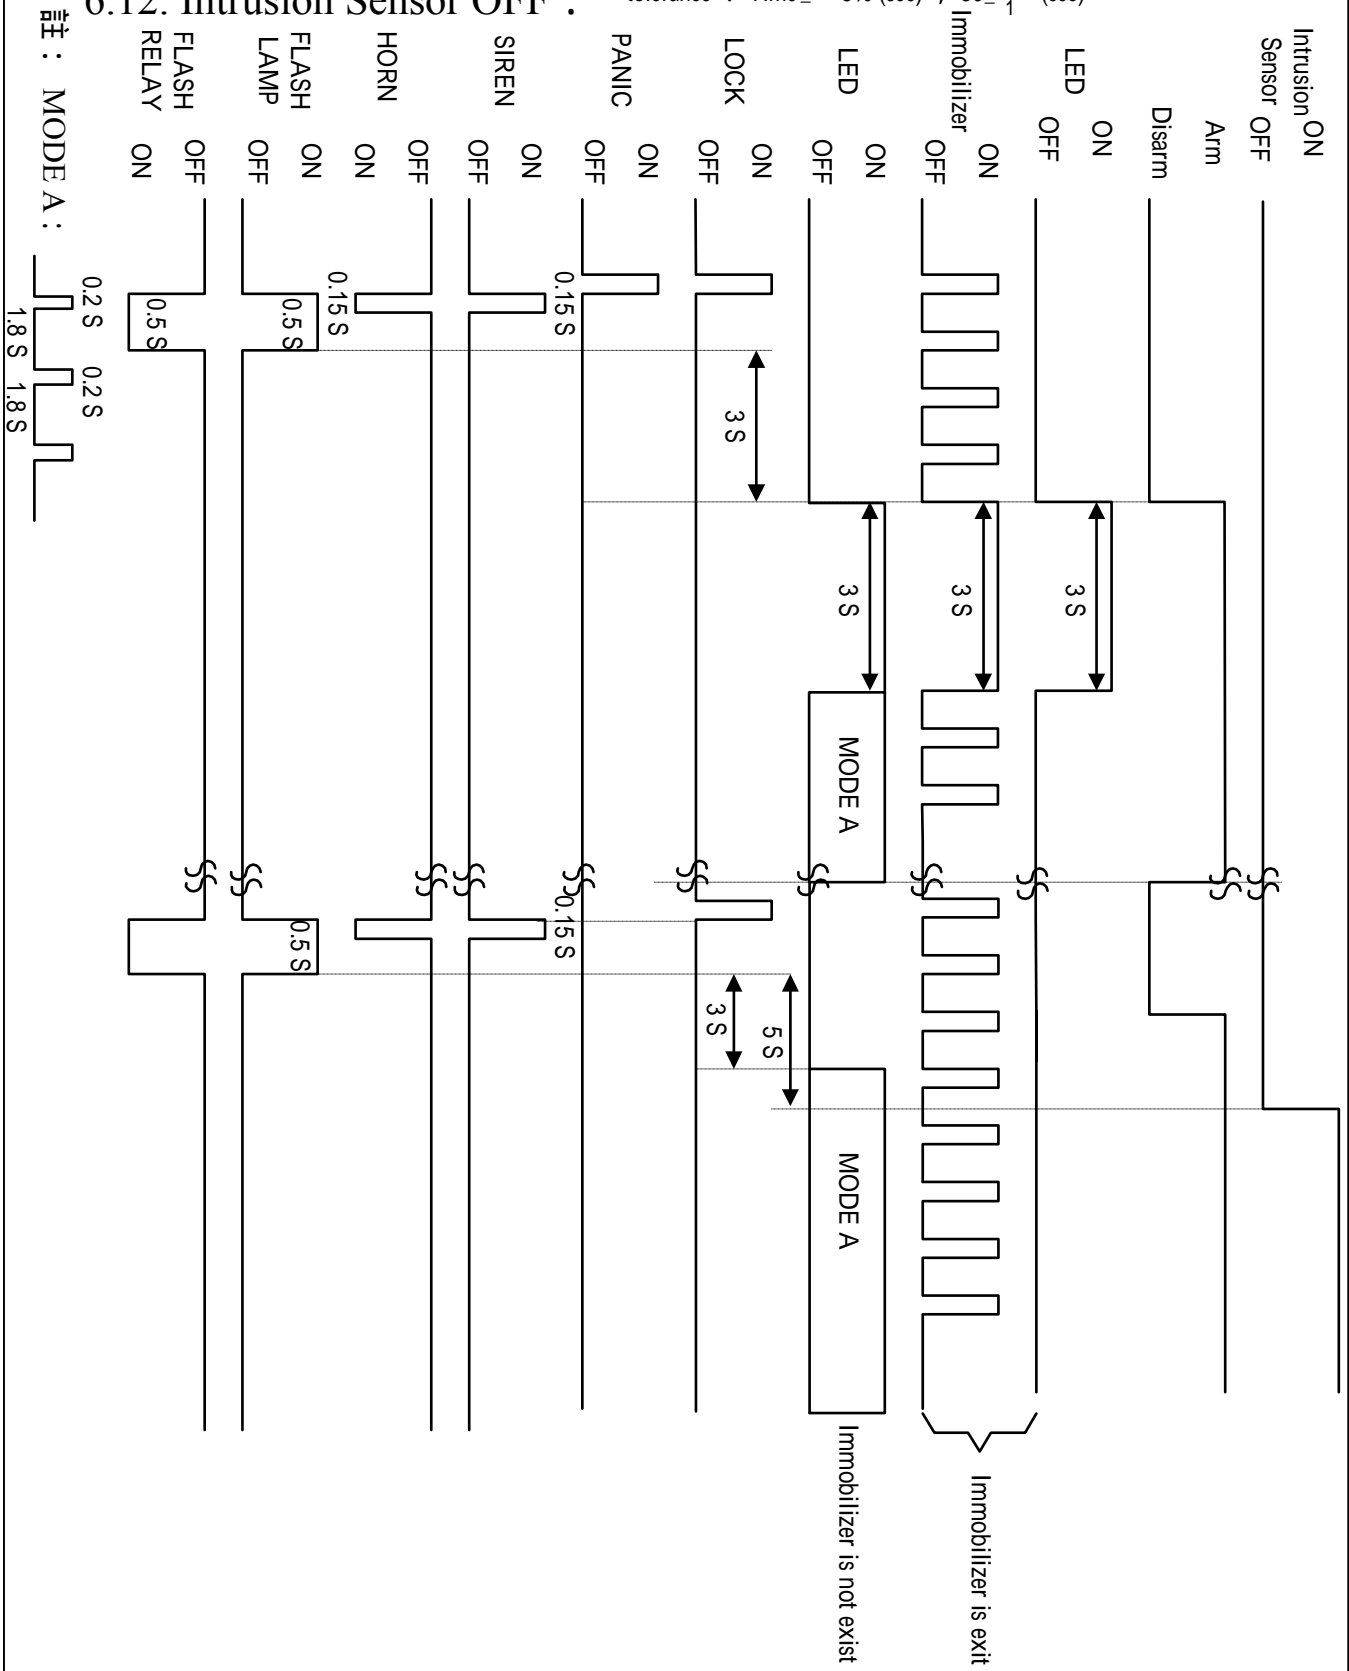 6.12. Intrusion Sensor OFF：
Intrusion
Sensor
ON
OFF
Arm
Disarm
LED
ON
OFF
Immobilizer
ON
OFF
LED
ON
OFF
LOCK
ON
OFF
PANIC
ON
OFF
SIREN
ON
OFF
HORN
OFF
ON
FLASH
LAMP
ON
OFF
FLASH
RELAY
OFF
ON
3 S
3 S
3 S
MODE A
MODE A
3 S
5 S
3 S
0.15 S
0.15 S
0.15 S
0.5 S
0.5 S
0.5 S
Immobilizer is exit
Immobilizer is not exist
註： MODE A：
0.2 S
0.2 S
1.8 S
1.8 S